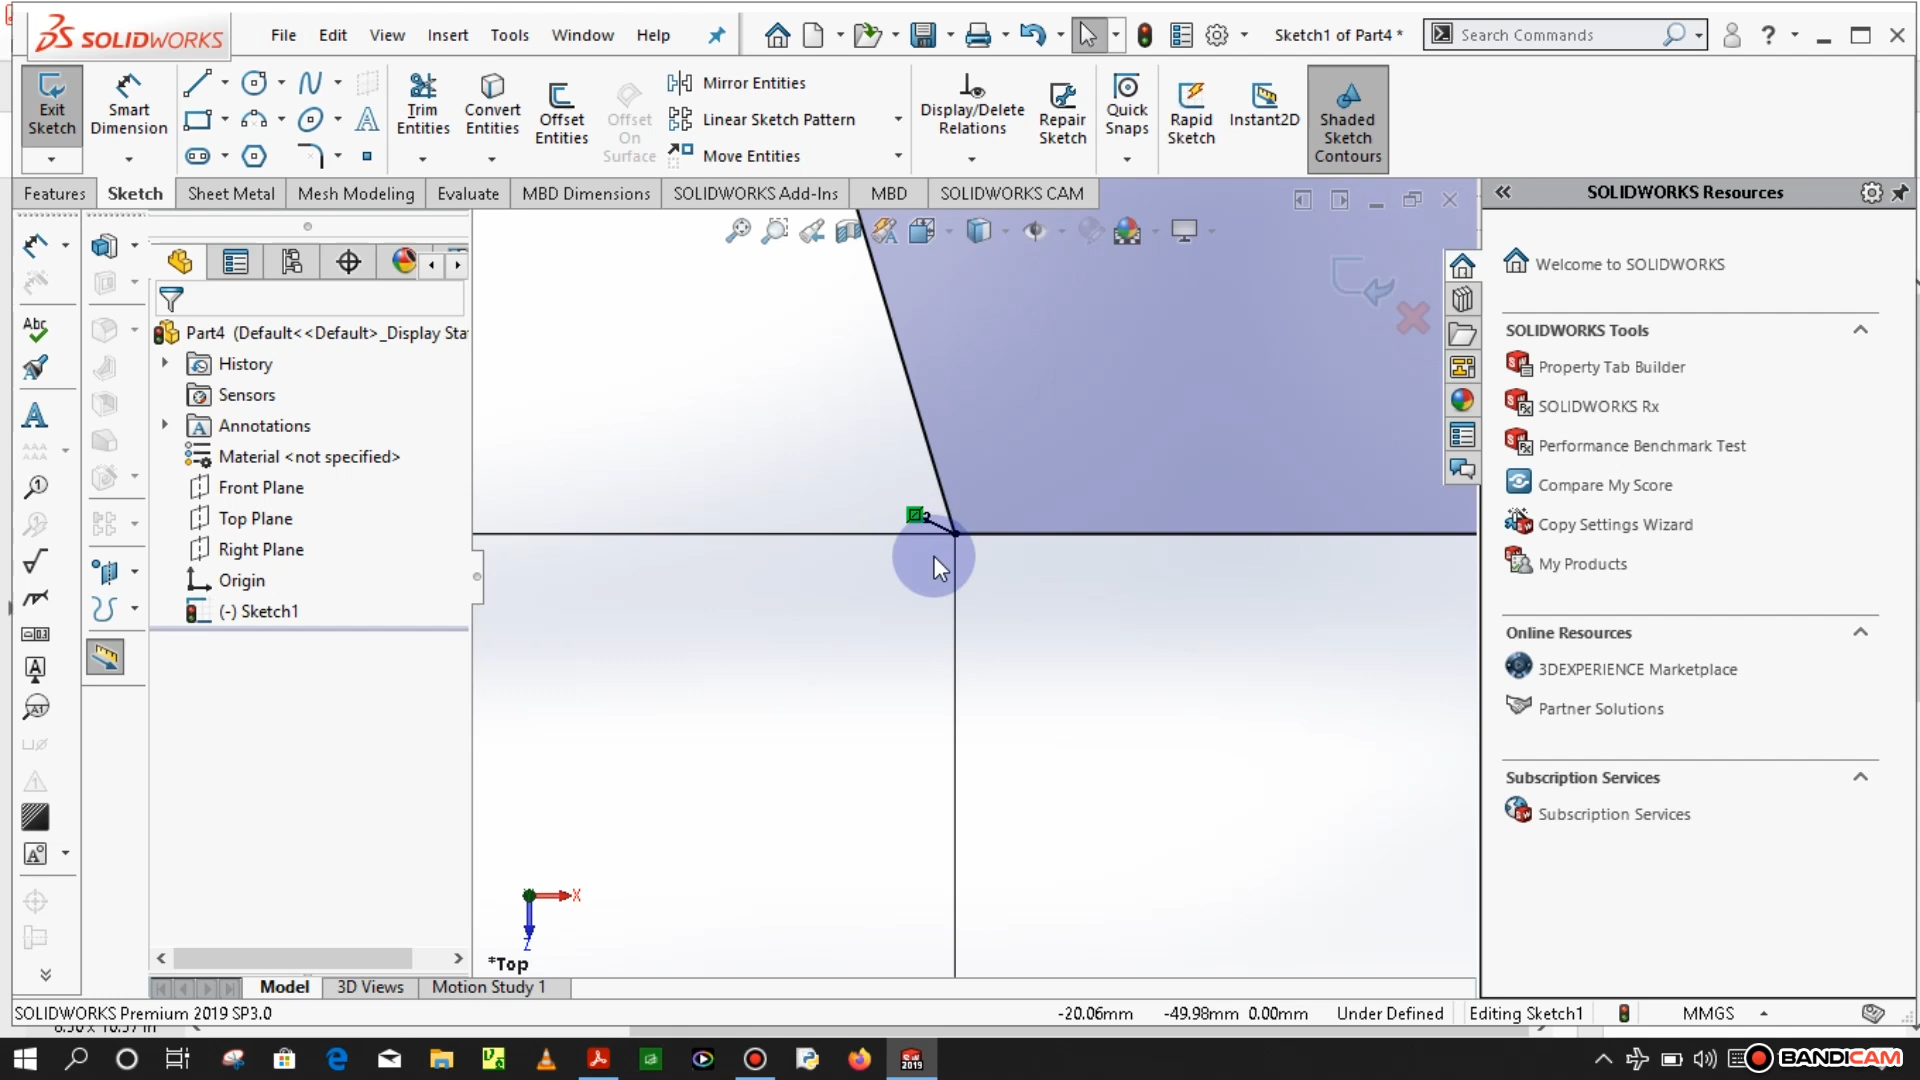 SOLIDWORKS
File Edit View Insert Tools Window Help
Sketch1 of Part4 *
Search Commands
Exit Sketch
Smart Dimension
Trim Entities
Convert Entities
Offset Entities
Offset On Surface
Mirror Entities
Linear Sketch Pattern
Move Entities
Display/Delete Relations
Repair Sketch
Quick Snaps
Rapid Sketch
Instant2D
Shaded Sketch Contours
Features Sketch Sheet Metal Mesh Modeling Evaluate MBD Dimensions SOLIDWORKS Add-Ins MBD SOLIDWORKS CAM
SOLIDWORKS Resources
Part4 (Default<<Default>_Display Sta
History
Sensors
Annotations
Material <not specified>
Front Plane
Top Plane
Right Plane
Origin
(-) Sketch1
X
Z
*Top
Welcome to SOLIDWORKS
SOLIDWORKS Tools
Property Tab Builder
SOLIDWORKS Rx
Performance Benchmark Test
Compare My Score
Copy Settings Wizard
My Products
Online Resources
3DEXPERIENCE Marketplace
Partner Solutions
Subscription Services
Subscription Services
Model 3D Views Motion Study 1
SOLIDWORKS Premium 2019 SP3.0
-20.06mm -49.98mm 0.00mm Under Defined Editing Sketch1 MMGS
BANDICAM